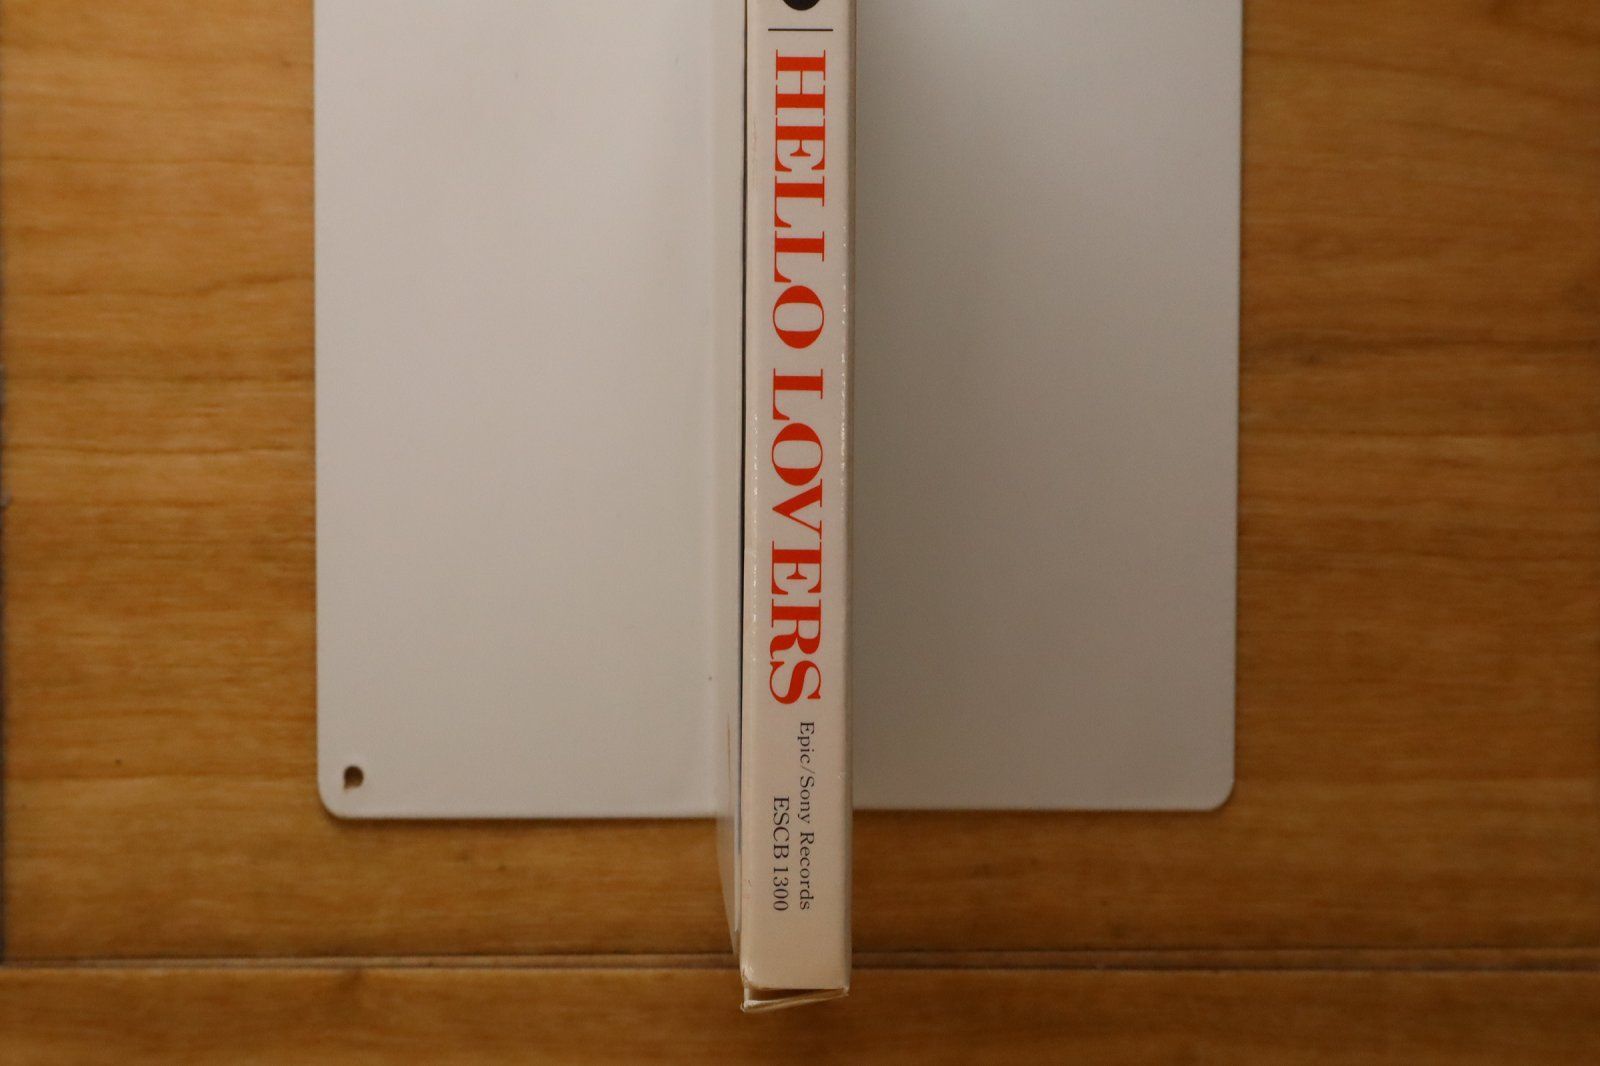 HELLO LOVERS
Epic/Sony Records
ESCB 1300